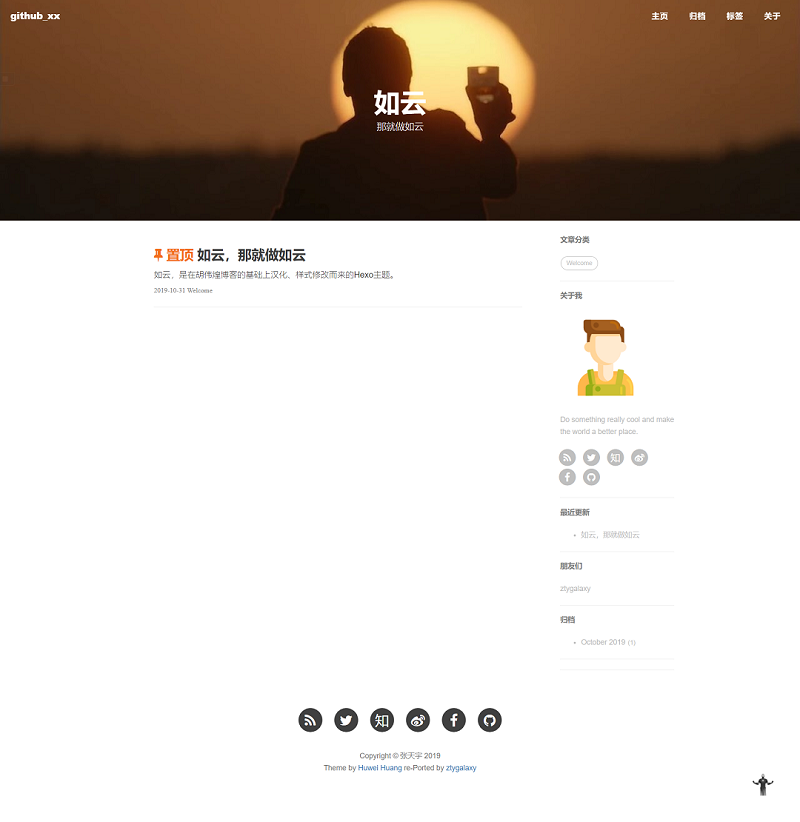 github_xx
主页 归档 标签 关于
如云
那就做如云
置顶 如云，那就做如云
如云，是在胡伟煌博客的基础上汉化、样式修改而来的Hexo主题。
2019-10-31 Welcome
文章分类
Welcome
关于我
Do something really cool and make
the world a better place.
知
最近更新
如云，那就做如云
朋友们
ztygalaxy
归档
October 2019 (1)
知
Copyright © 张天宇 2019
Theme by Huwei Huang re-Ported by ztygalaxy